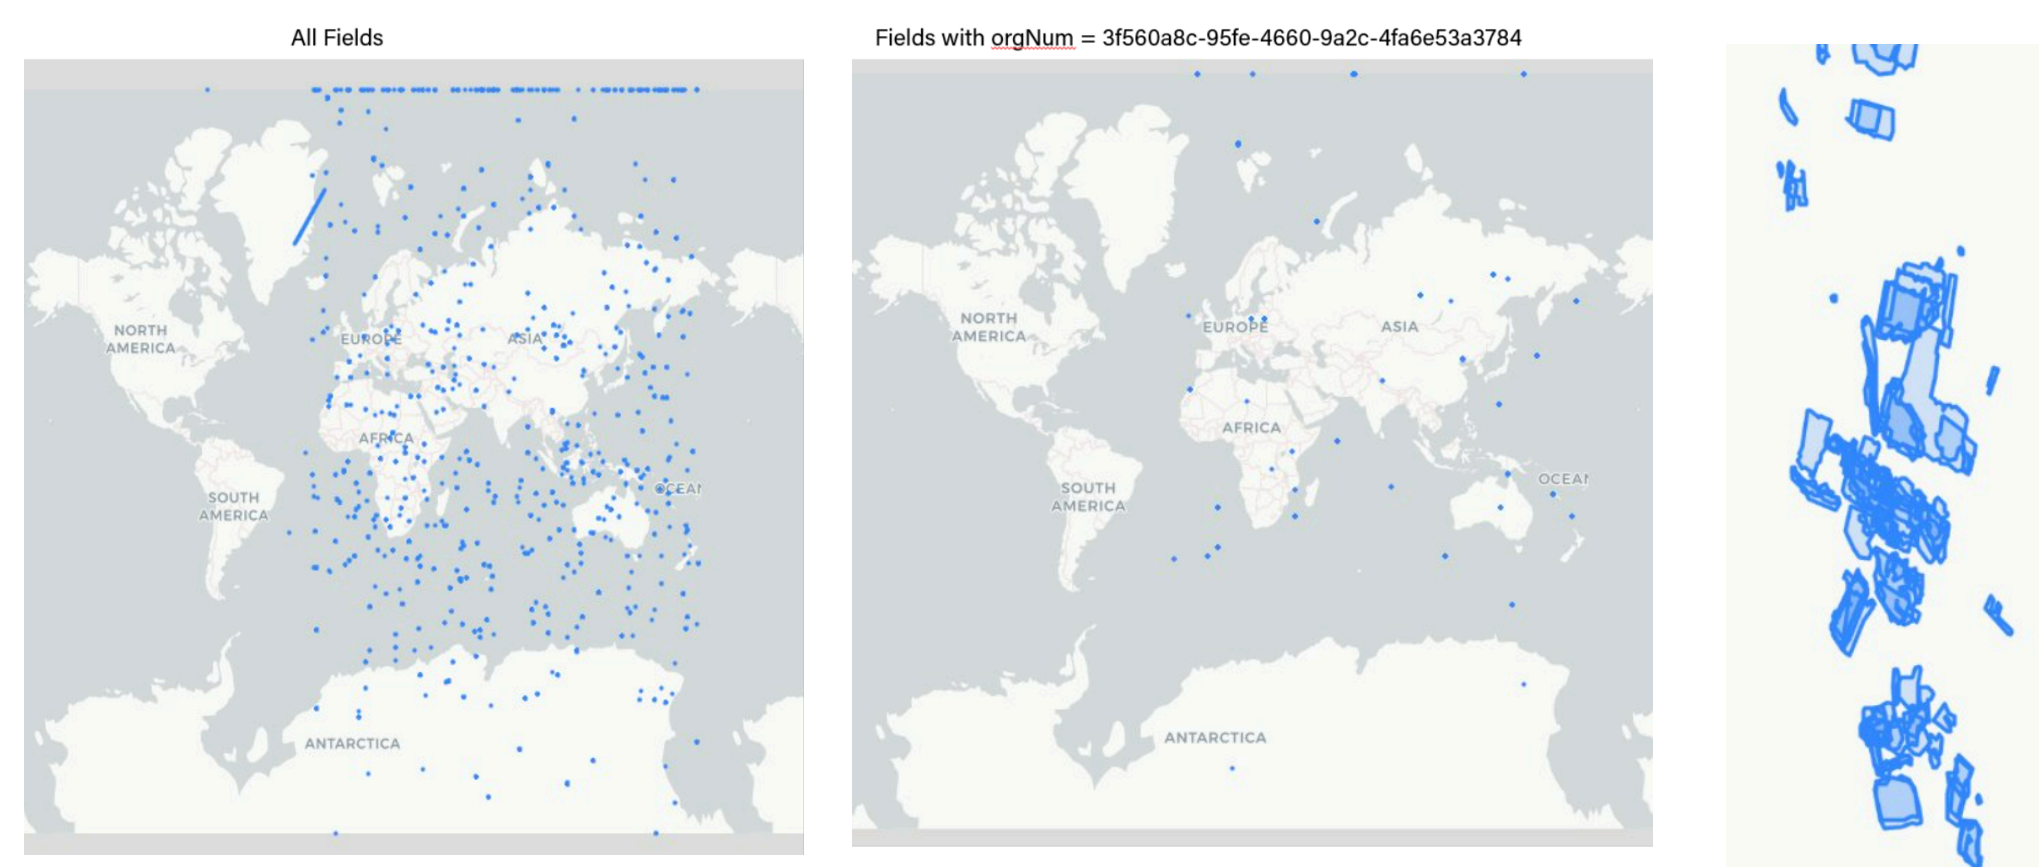 All Fields
Fields with orgNum = 3f560a8c-95fe-4660-9a2c-4fa6e53a3784
NORTH
AMERICA
EUROPE
ASIA
AFRICA
SOUTH
AMERICA
OCEAN
ANTARCTICA
NORTH
AMERICA
EUROPE
ASIA
AFRICA
SOUTH
AMERICA
OCEAN
ANTARCTICA